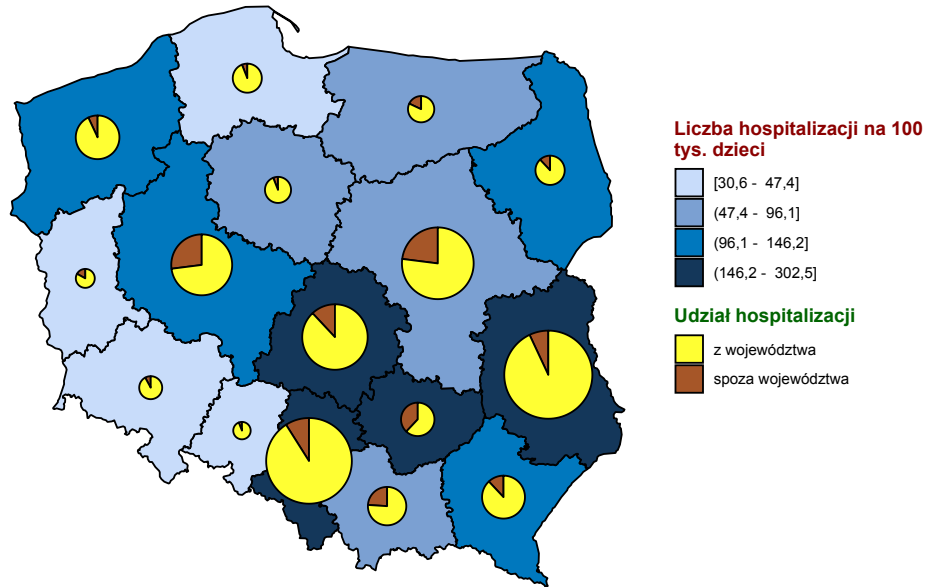 Liczba hospitalizacji na 100
tys. dzieci
[30,6 - 47,4]
(47,4 - 96,1]
(96,1 - 146,2]
(146,2 - 302,5]
Udział hospitalizacji
z województwa
spoza województwa